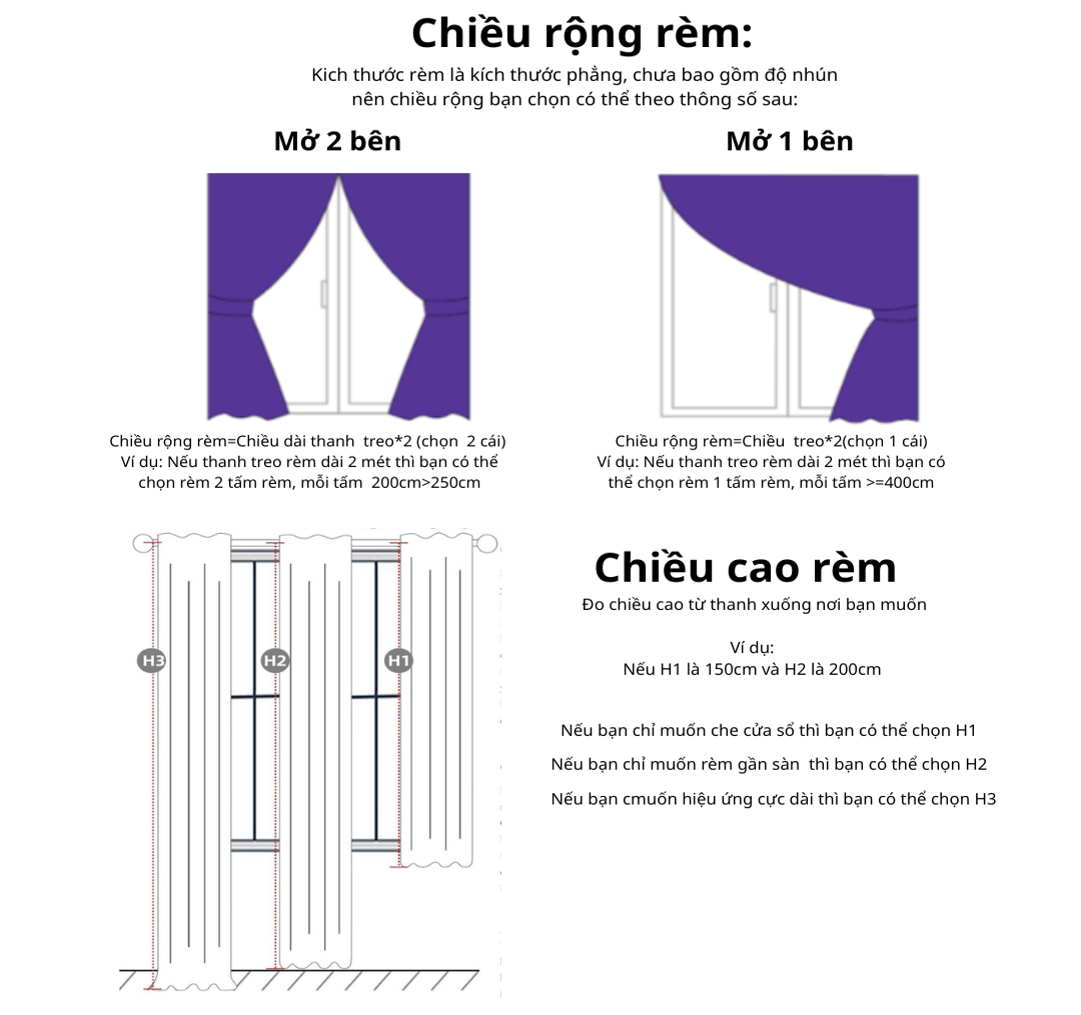 Chiều rộng rèm:
Kich thước rèm là kích thước phẳng, chưa bao gồm độ nhún
nên chiều rộng bạn chọn có thể theo thông số sau:
Mở 2 bên
Mở 1 bên
Chiều rộng rèm=Chiều dài thanh treo*2 (chọn 2 cái)
Ví dụ: Nếu thanh treo rèm dài 2 mét thì bạn có thể
chọn rèm 2 tấm rèm, mỗi tấm 200cm>250cm
Chiều rộng rèm=Chiều treo*2(chọn 1 cái)
Ví dụ: Nếu thanh treo rèm dài 2 mét thì bạn có
thể chọn rèm 1 tấm rèm, mỗi tấm >=400cm
H3
H2
H1
Chiều cao rèm
Đo chiều cao từ thanh xuống nơi bạn muốn
Ví dụ:
Nếu H1 là 150cm và H2 là 200cm
Nếu bạn chỉ muốn che cửa sổ thì bạn có thể chọn H1
Nếu bạn chỉ muốn rèm gần sàn thì bạn có thể chọn H2
Nếu bạn cmuốn hiệu ứng cực dài thì bạn có thể chọn H3